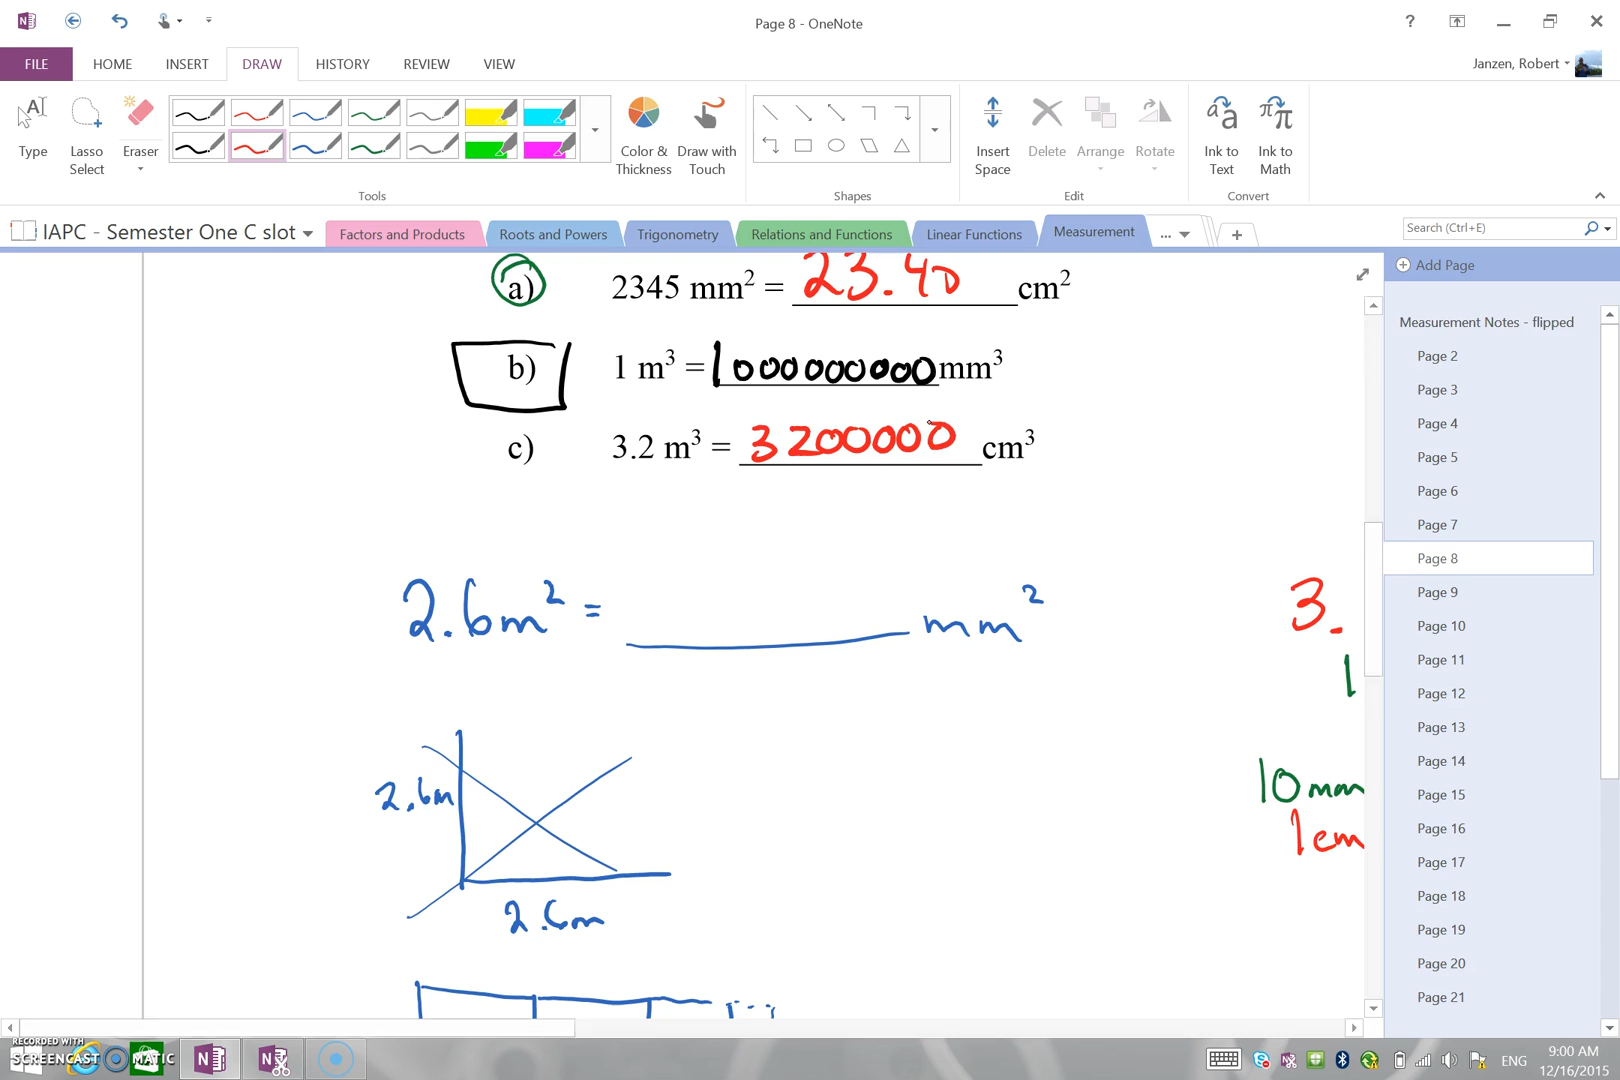 Page 8 - OneNote
?
FILE
HOME
INSERT
DRAW
HISTORY
REVIEW
VIEW
Janzen, Robert
Type
Lasso
Select
Eraser
Color &
Thickness
Draw with
Touch
Insert
Space
Delete
Arrange
Rotate
Ink to
Text
Ink to
Math
Tools
Shapes
Edit
Convert
IAPC - Semester One C slot
Factors and Products
Roots and Powers
Trigonometry
Relations and Functions
Linear Functions
Measurement
...
Search (Ctrl+E)
Add Page
a) 2345 mm² = 23.40 cm²
b) 1 m³ = 1000000000 mm³
c) 3.2 m³ = 3200000 cm³
2.6m² = ________ mm²
2.6m
2.6m
3.
1
10mm
1cm
Measurement Notes - flipped
Page 2
Page 3
Page 4
Page 5
Page 6
Page 7
Page 8
Page 9
Page 10
Page 11
Page 12
Page 13
Page 14
Page 15
Page 16
Page 17
Page 18
Page 19
Page 20
Page 21
RECORDED WITH
SCREENCAST MATIC
ENG
9:00 AM
12/16/2015